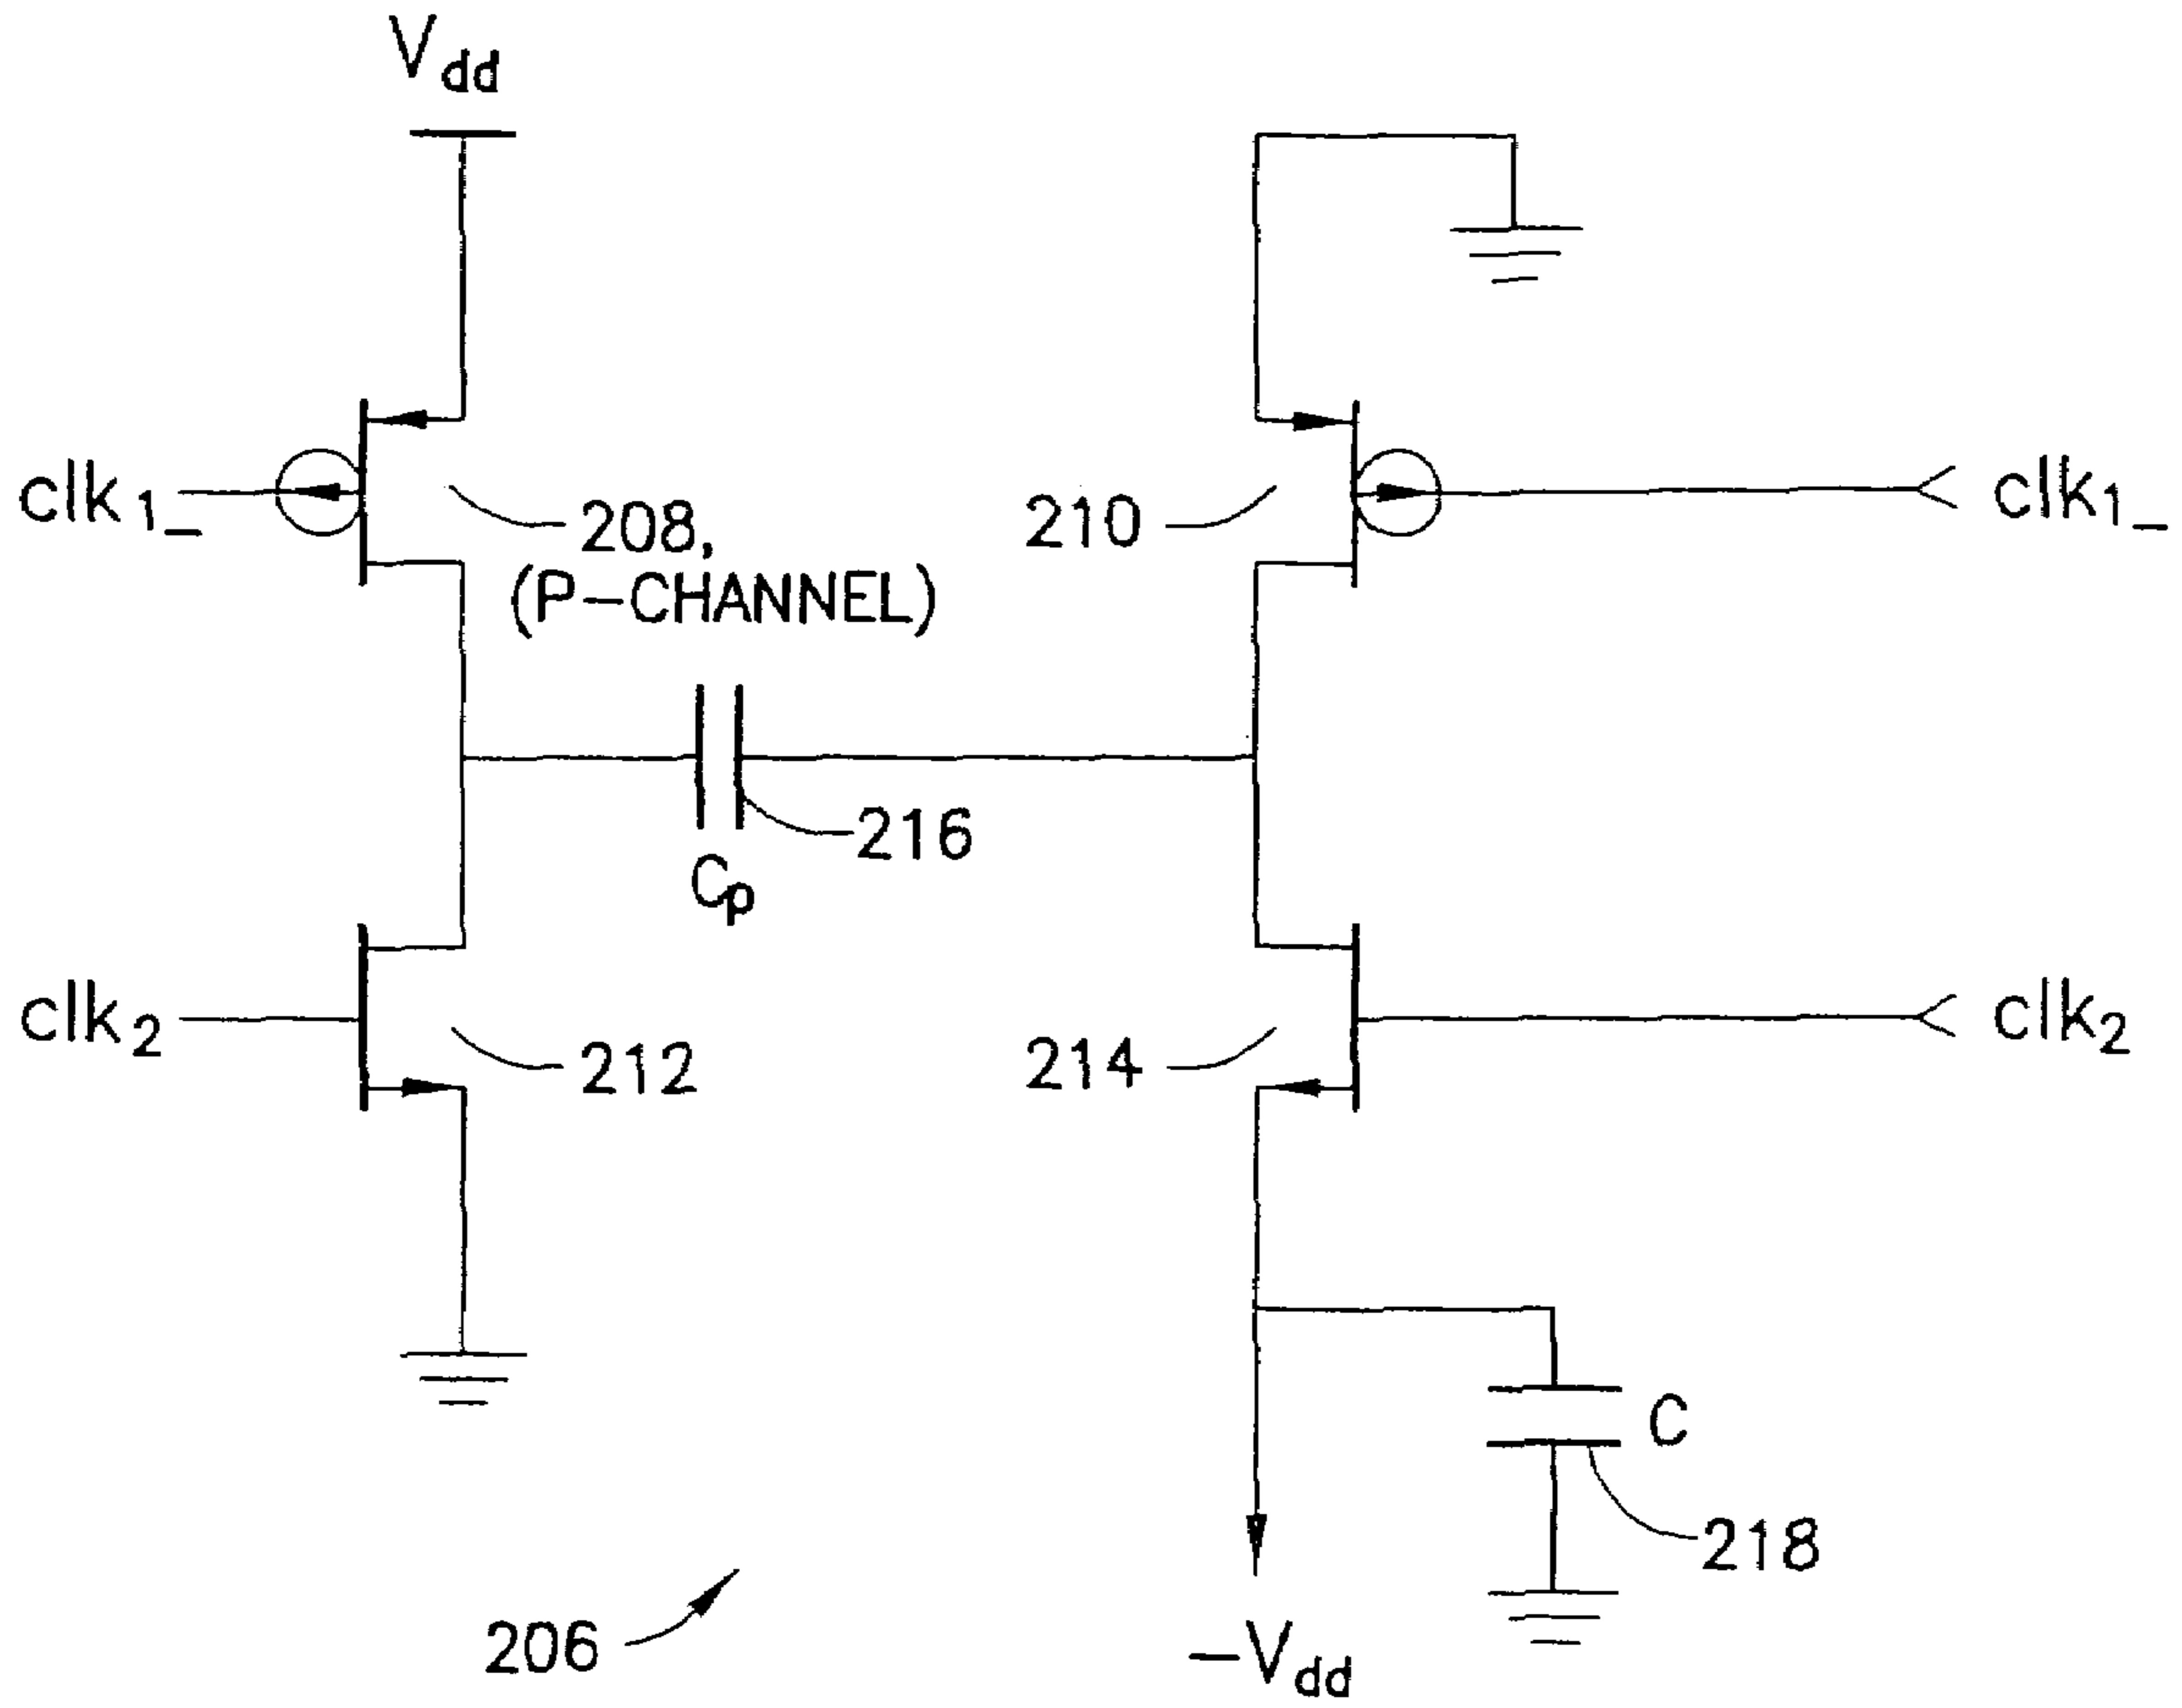 Vdd
clk1_
208,
(P-CHANNEL)
210
clk1_
216
Cp
clk2
212
214
clk2
C
218
206
-Vdd